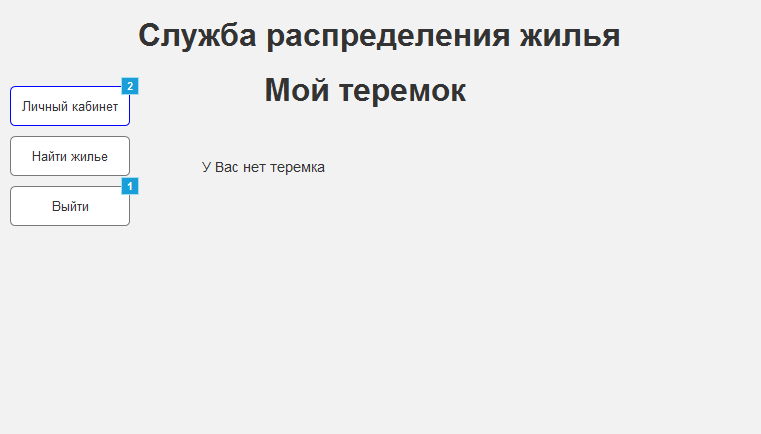 Служба распределения жилья
Мой теремок
2
Личный кабинет
Найти жилье
У Вас нет теремка
1
Выйти